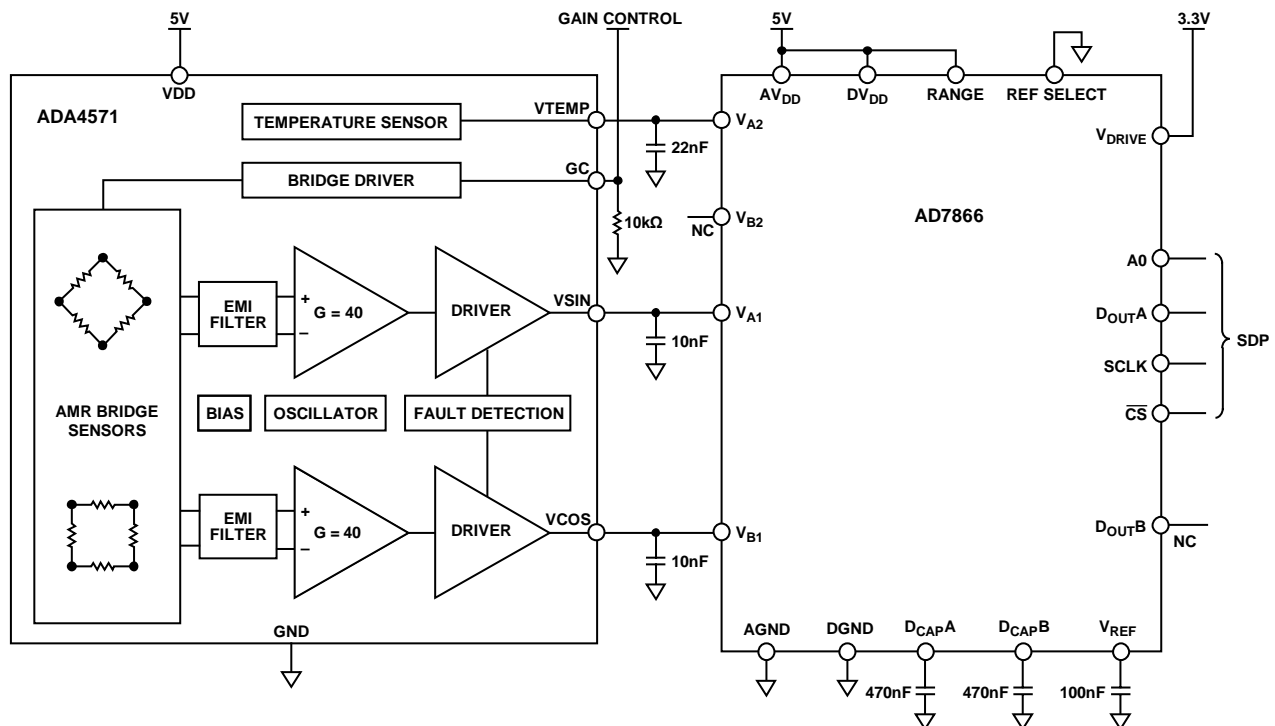 5V
GAIN CONTROL
5V
3.3V
VDD
ADA4571
VTEMP
TEMPERATURE SENSOR
22nF
GC
BRIDGE DRIVER
10kΩ
AMR BRIDGE
SENSORS
EMI
FILTER
+
–
G = 40
DRIVER
VSIN
10nF
BIAS
OSCILLATOR
FAULT DETECTION
EMI
FILTER
+
–
G = 40
DRIVER
VCOS
10nF
GND
AVDD
DVDD
RANGE
REF SELECT
VA2
VDRIVE
AD7866
VB2
NC
A0
VA1
DOUTA
SDP
SCLK
CS
VB1
DOUTB
NC
AGND
DGND
DCAPA
DCAPB
VREF
470nF
470nF
100nF